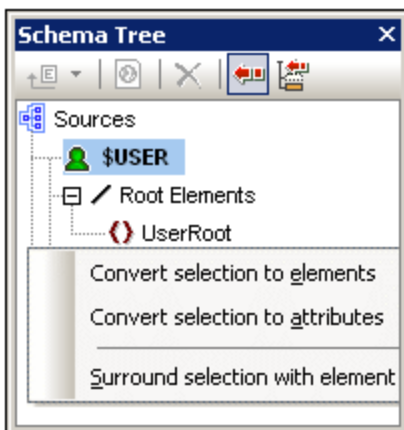 Schema Tree
E
Sources
$USER
Root Elements
UserRoot
Convert selection to elements
Convert selection to attributes
Surround selection with element